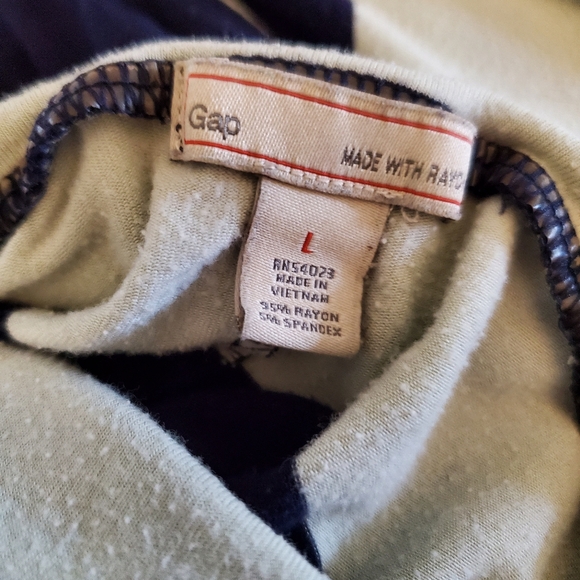 Gap
MADE WITH RAYO
L
RN54023
MADE IN
VIETNAM
95% RAYON
5% SPANDEX